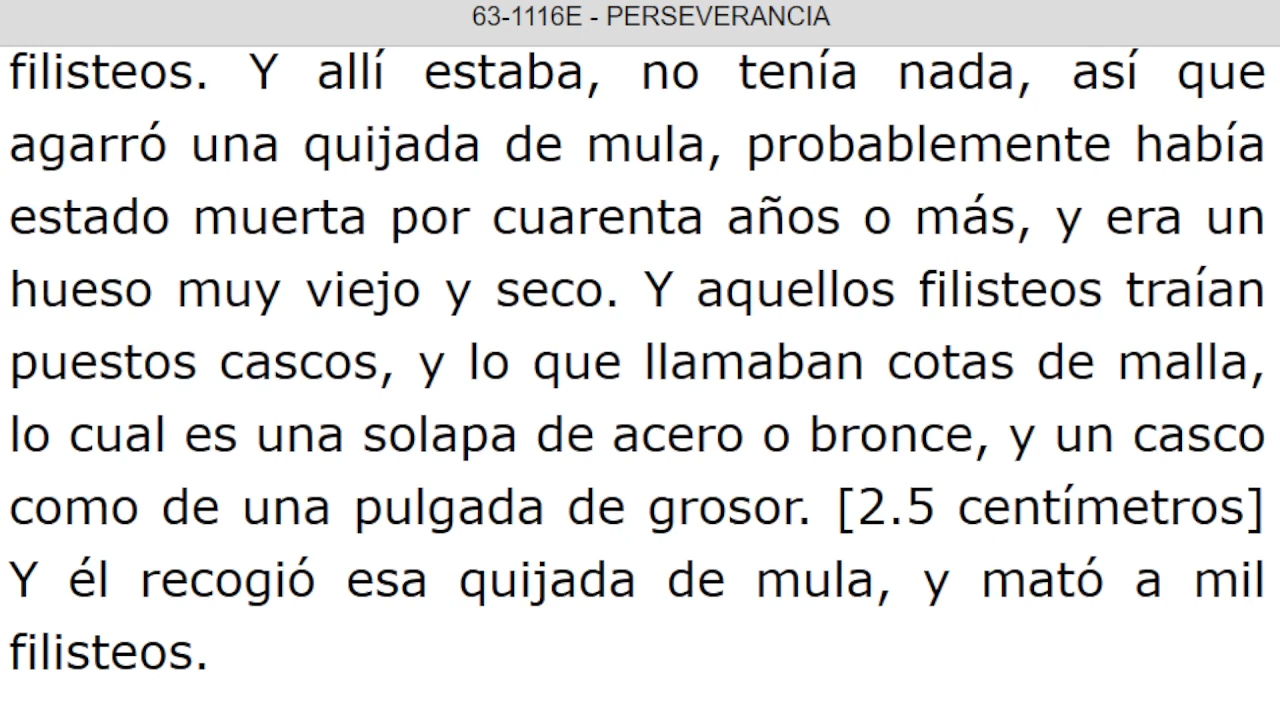 63-1116E - PERSEVERANCIA
filisteos. Y allí estaba, no tenía nada, así que
agarró una quijada de mula, probablemente había
estado muerta por cuarenta años o más, y era un
hueso muy viejo y seco. Y aquellos filisteos traían
puestos cascos, y lo que llamaban cotas de malla,
lo cual es una solapa de acero o bronce, y un casco
como de una pulgada de grosor. [2.5 centímetros]
Y él recogió esa quijada de mula, y mató a mil
filisteos.